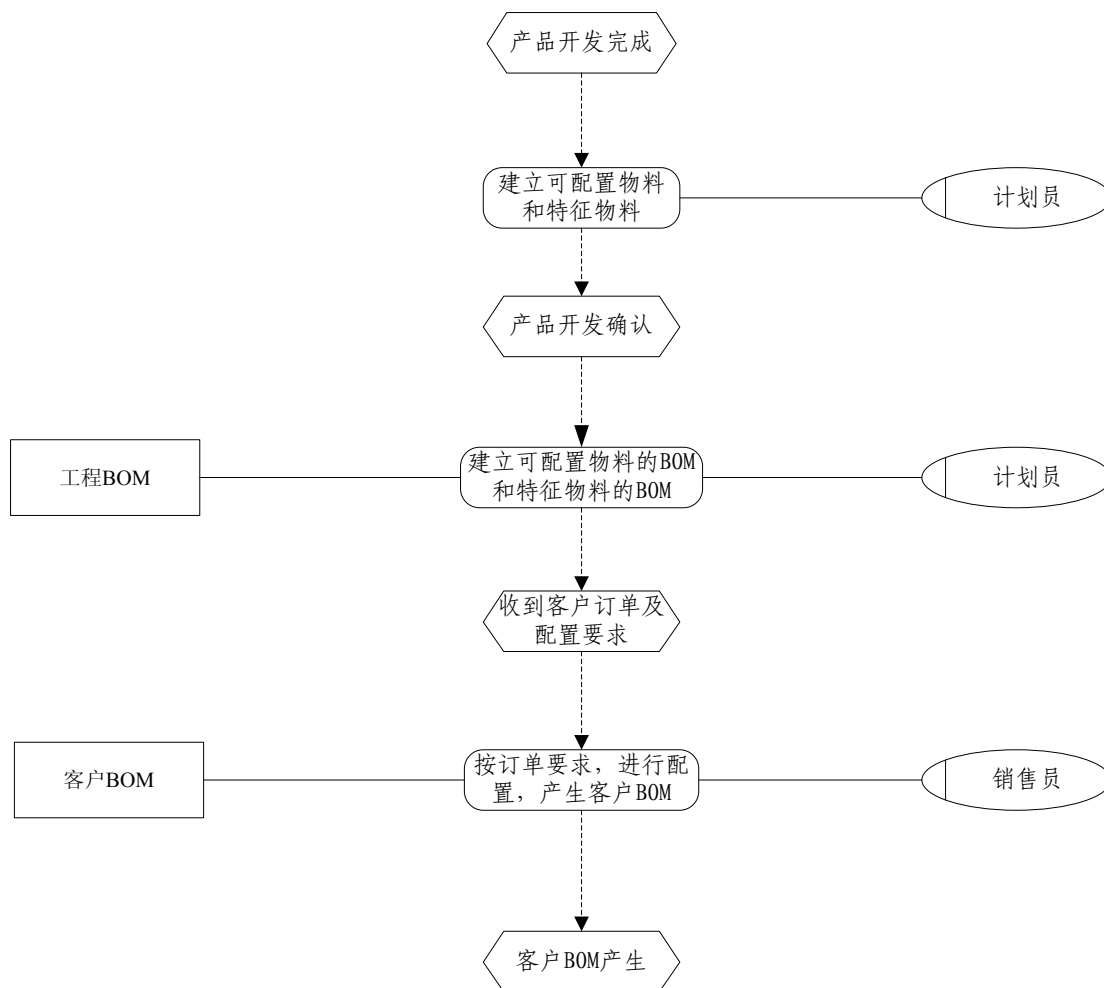 产品开发完成
建立可配置物料
和特征物料
计划员
产品开发确认
工程BOM
建立可配置物料的BOM
和特征物料的BOM
计划员
收到客户订单及
配置要求
客户BOM
按订单要求，进行配
置，产生客户BOM
销售员
客户BOM产生